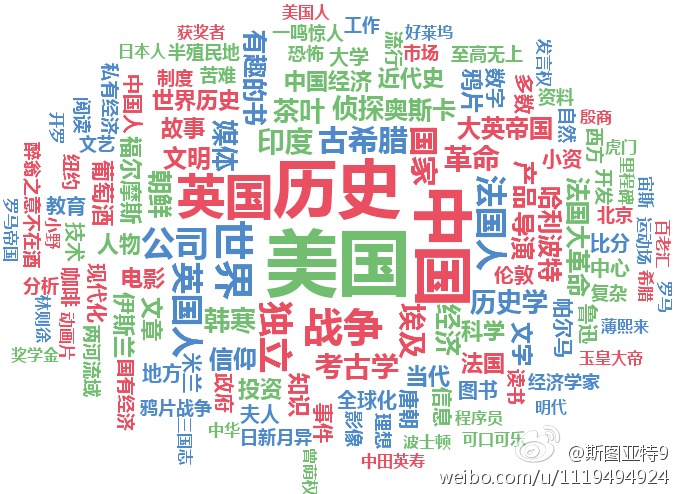 美国人
获奖者
一鸣惊人
工作
好莱坞
日本人
半殖民地
有趣的书
恐怖
大学
流行
市场
至高无上
发言权
私有经济
中国人
制度
苦难
中国经济
近代史
鸦片
数字
多数
资料
阅读
世界历史
茶叶
侦探
奥斯卡
自然
殷商
开罗
文艺
故事
媒体
印度
古希腊
国家
大英帝国
西方
虎门
醉翁之意不在酒
纽约
葡萄酒
福尔摩斯
文明
朝鲜
英国
历史
中国
革命
产品
小资
开发
里程碑
罗马帝国
小野
教育
人物
法国人
导演
哈利波特
法国大革命
北京
宙斯
运动场
百老汇
技术
公司
世界
美国
伦敦
比分
中心
希腊
罗马
分析
咖啡
现代化
电影
英国人
历史学
复杂
林则徐
动画片
两河流域
伊斯兰
文章
韩寒
独立
战争
埃及
经济
科学
文字
帕尔马
鲁迅
薄熙来
奖学金
国有经济
地方
米兰
信仰
考古学
当代
法国
玉皇大帝
鸦片战争
政府
投资
知识
信息
图书
读书
经济学家
三国志
中华
夫人
日新月异
事件
全球化
影像
理想
唐朝
波士顿
程序员
可口可乐
明代
曾荫权
中田英寿
@斯图亚特9
weibo.com/u/1119494924